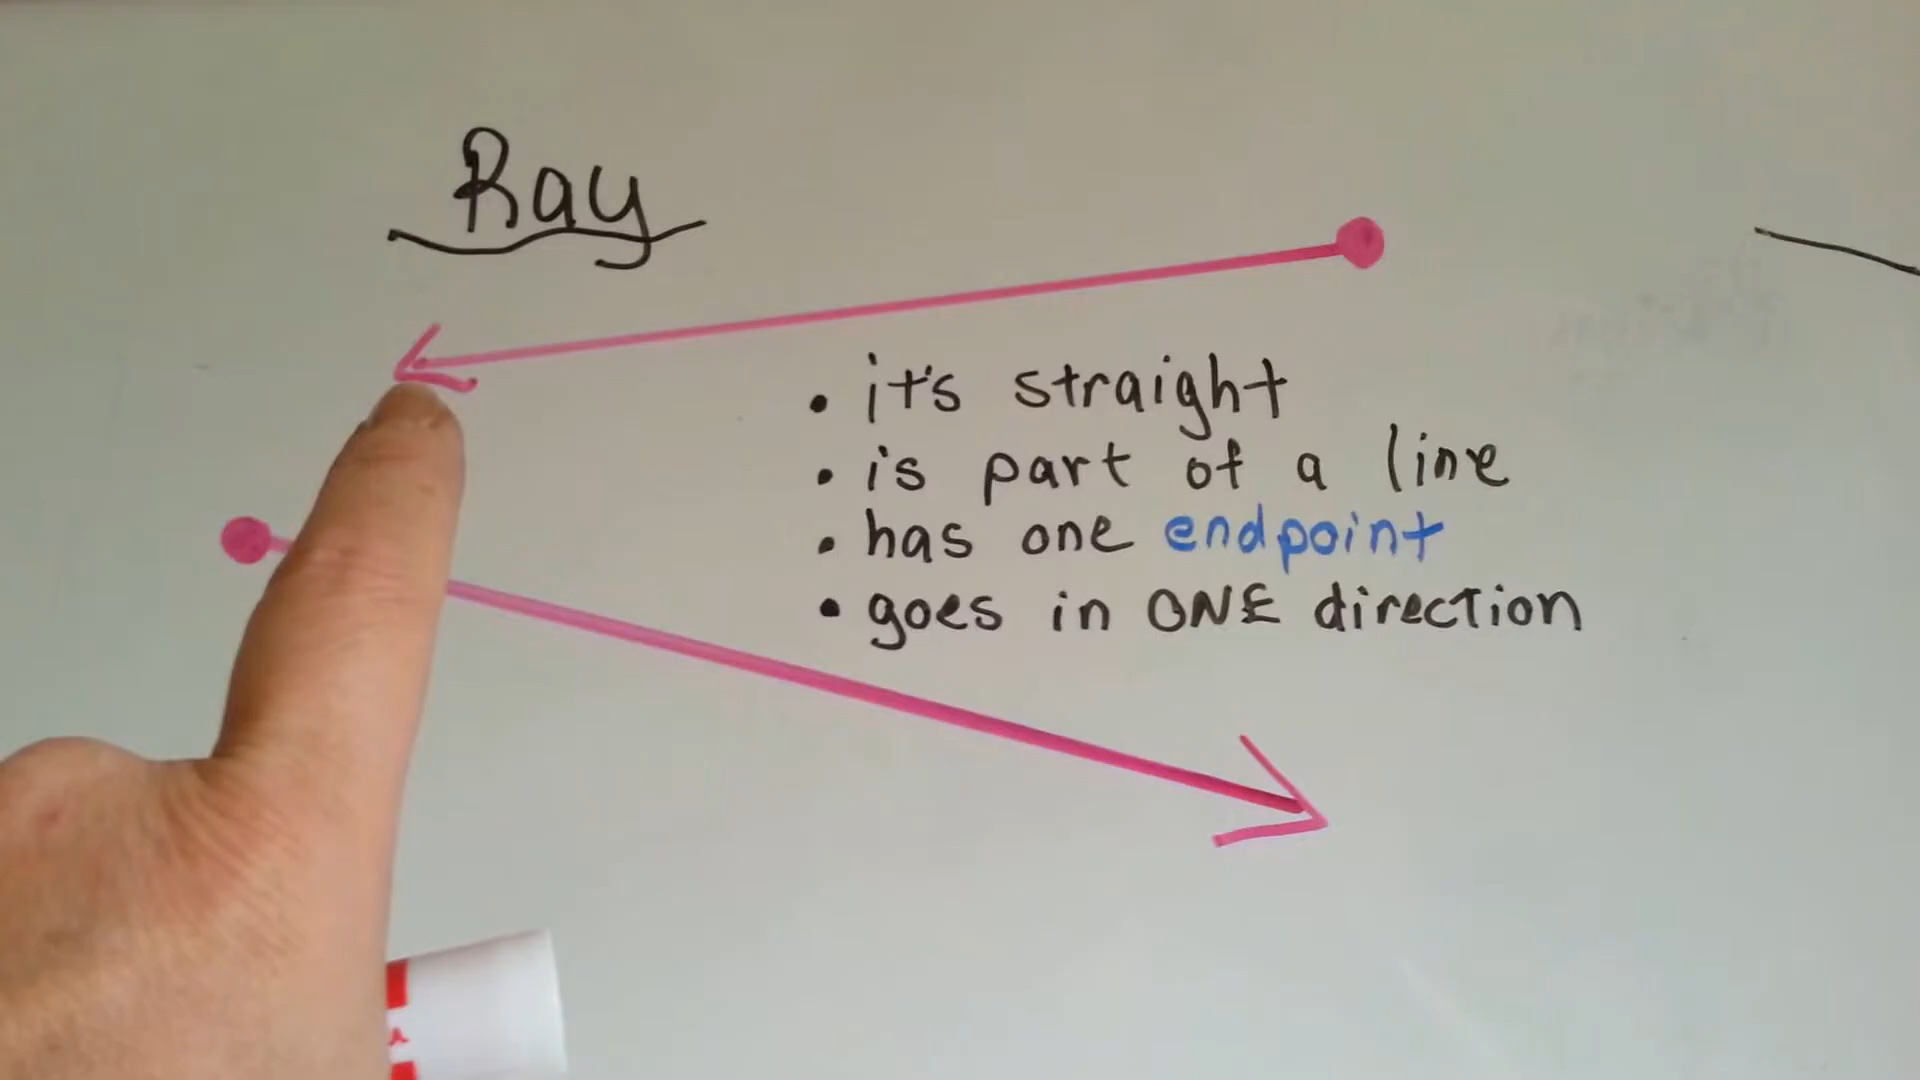 Ray
• it's straight
• is part of a line
• has one endpoint
• goes in ONE direction